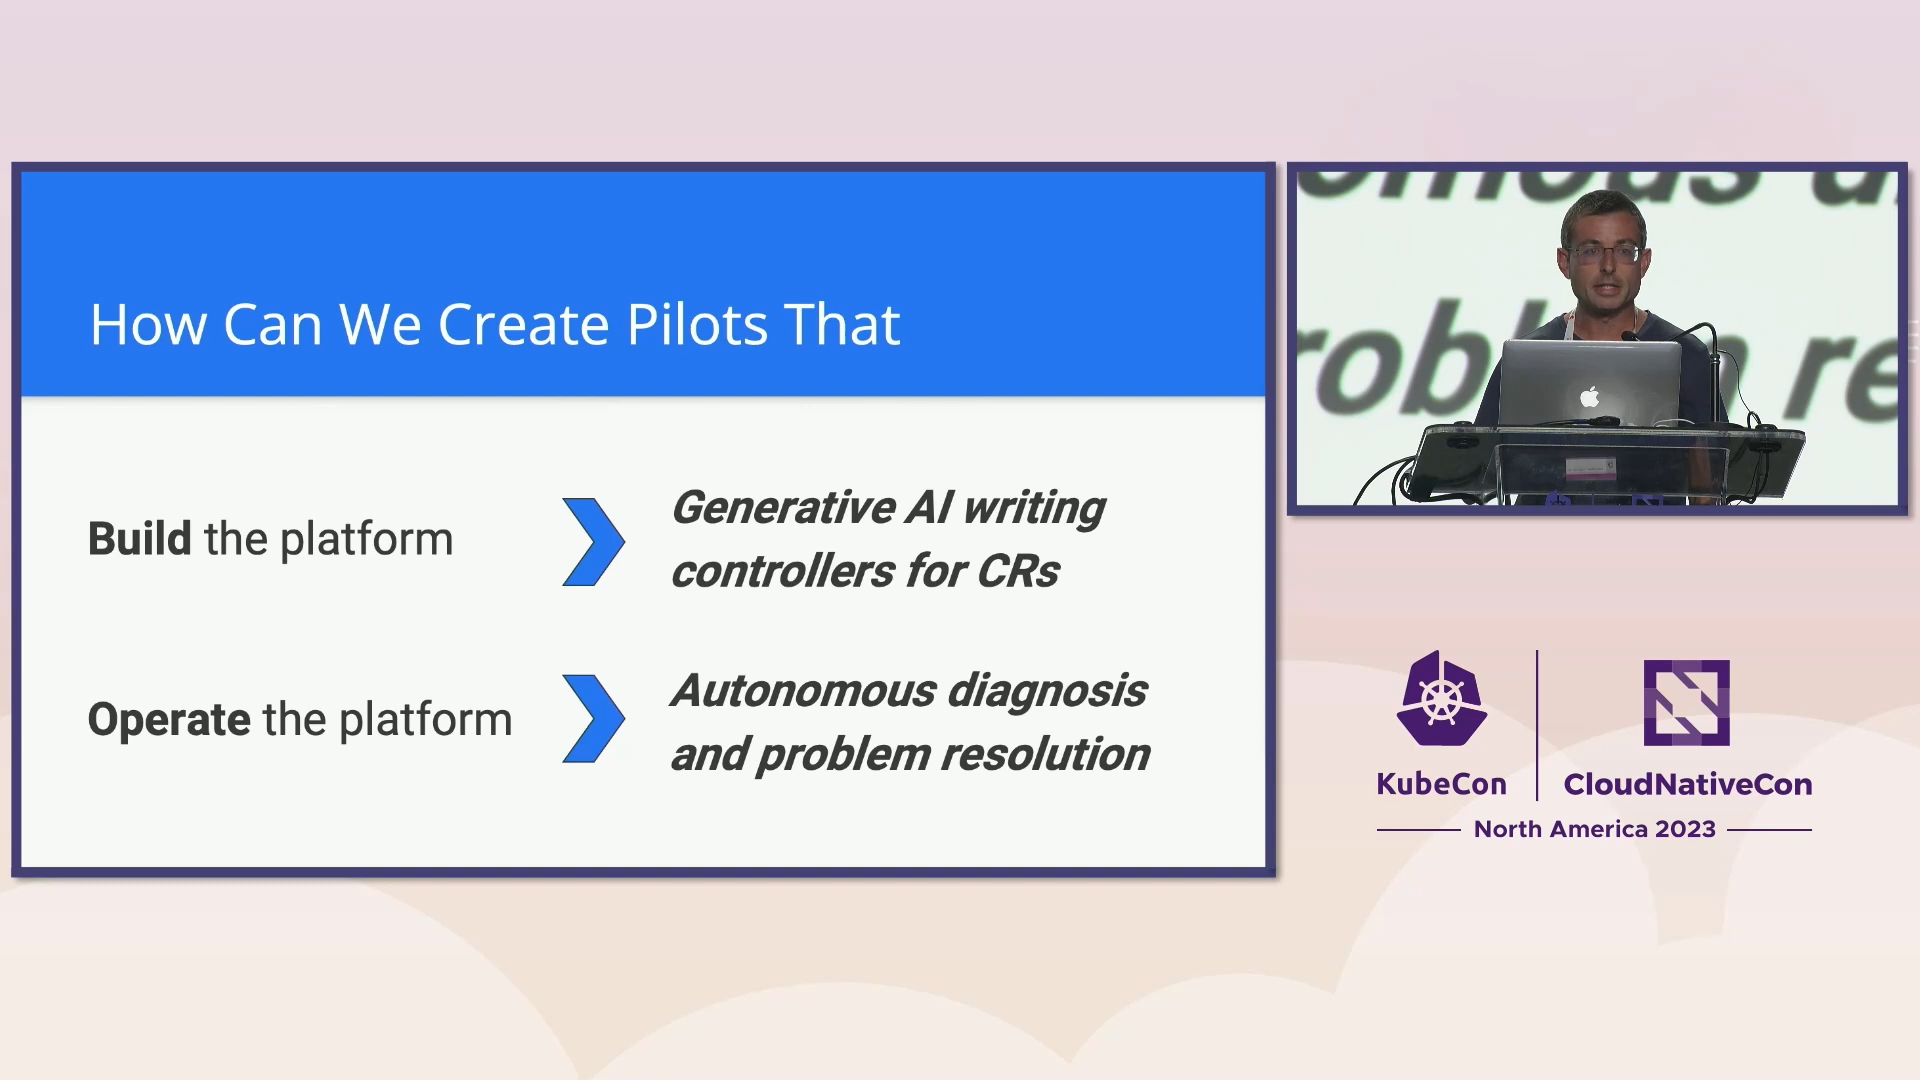 How Can We Create Pilots That
Build the platform
Generative AI writing
controllers for CRs
Operate the platform
Autonomous diagnosis
and problem resolution
KubeCon
CloudNativeCon
North America 2023